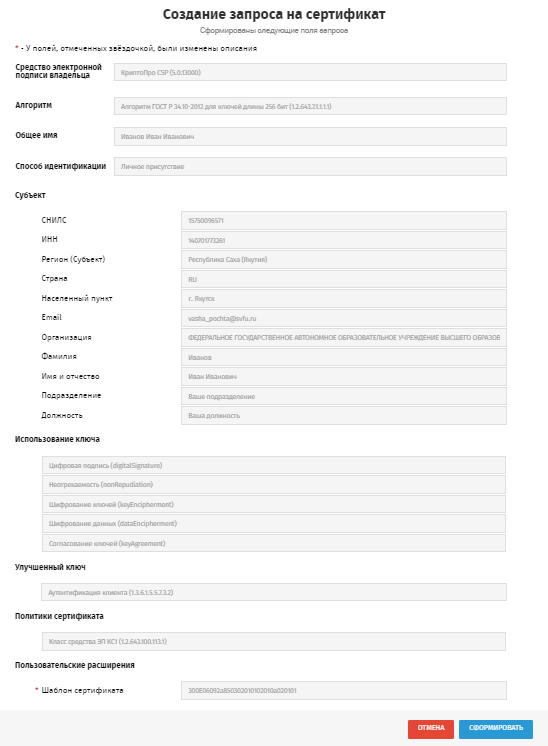 Создание запроса на сертификат
Сформированы следующие поля запроса
* - У полей, отмеченных звёздочкой, были изменены описания
Средство электронной
подписи владельца
КриптоПро CSP (5.0.13000)
Алгоритм
Алгоритм ГОСТ Р 34.10-2012 для ключей длины 256 бит (1.2.643.7.1.1.1.1)
Общее имя
Иванов Иван Иванович
Способ идентификации
Личное присутствие
Субъект
СНИЛС 15750096571
ИНН 140701773261
Регион (Субъект) Республика Саха (Якутия)
Страна RU
Населенный пункт г. Якутск
Email vasha_pochta@svfu.ru
Организация ФЕДЕРАЛЬНОЕ ГОСУДАРСТВЕННОЕ АВТОНОМНОЕ ОБРАЗОВАТЕЛЬНОЕ УЧРЕЖДЕНИЕ ВЫСШЕГО ОБРАЗОВ
Фамилия Иванов
Имя и отчество Иван Иванович
Подразделение Ваше подразделение
Должность Ваша должность
Использование ключа
Цифровая подпись (digitalSignature)
Неотрекаемость (nonRepudiation)
Шифрование ключей (keyEncipherment)
Шифрование данных (dataEncipherment)
Согласование ключей (keyAgreement)
Улучшенный ключ
Аутентификация клиента (1.3.6.1.5.5.7.3.2)
Политики сертификата
Класс средства ЭП КС1 (1.2.643.100.113.1)
Пользовательские расширения
* Шаблон сертификата 300E06092a850302010102010a020101
ОТМЕНА СФОРМИРОВАТЬ